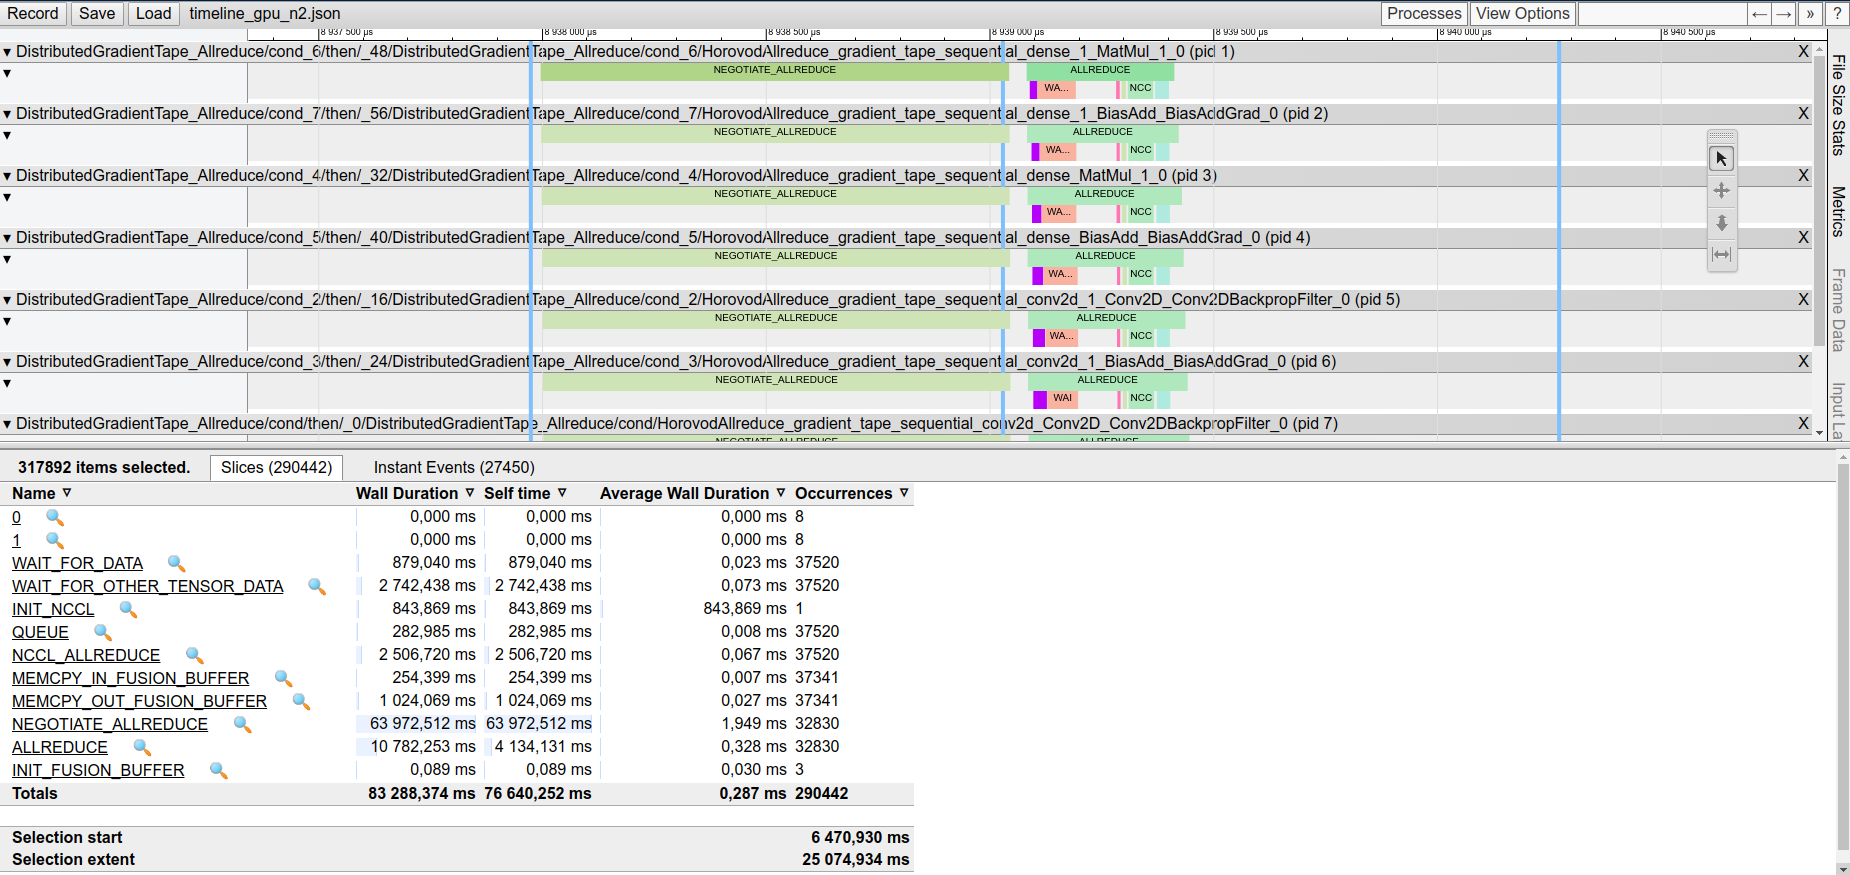 Record Save Load timeline_gpu_n2.json Processes View Options ← → » ?
8 937 500 µs 8 938 000 µs 8 938 500 µs 8 939 000 µs 8 939 500 µs 8 940 000 µs 8 940 500 µs
▼ DistributedGradientTape_Allreduce/cond_6/then/_48/DistributedGradientTape_Allreduce/cond_6/HorovodAllreduce_gradient_tape_sequential_dense_1_MatMul_1_0 (pid 1) X
▼ NEGOTIATE_ALLREDUCE ALLREDUCE
WA... NCC
▼ DistributedGradientTape_Allreduce/cond_7/then/_56/DistributedGradientTape_Allreduce/cond_7/HorovodAllreduce_gradient_tape_sequential_dense_1_BiasAdd_BiasAddGrad_0 (pid 2) X
▼ NEGOTIATE_ALLREDUCE ALLREDUCE
WA... NCC
▼ DistributedGradientTape_Allreduce/cond_4/then/_32/DistributedGradientTape_Allreduce/cond_4/HorovodAllreduce_gradient_tape_sequential_dense_MatMul_1_0 (pid 3) X
▼ NEGOTIATE_ALLREDUCE ALLREDUCE
WA... NCC
▼ DistributedGradientTape_Allreduce/cond_5/then/_40/DistributedGradientTape_Allreduce/cond_5/HorovodAllreduce_gradient_tape_sequential_dense_BiasAdd_BiasAddGrad_0 (pid 4) X
▼ NEGOTIATE_ALLREDUCE ALLREDUCE
WA... NCC
▼ DistributedGradientTape_Allreduce/cond_2/then/_16/DistributedGradientTape_Allreduce/cond_2/HorovodAllreduce_gradient_tape_sequential_conv2d_1_Conv2D_Conv2DBackpropFilter_0 (pid 5) X
▼ NEGOTIATE_ALLREDUCE ALLREDUCE
WA... NCC
▼ DistributedGradientTape_Allreduce/cond_3/then/_24/DistributedGradientTape_Allreduce/cond_3/HorovodAllreduce_gradient_tape_sequential_conv2d_1_BiasAdd_BiasAddGrad_0 (pid 6) X
▼ NEGOTIATE_ALLREDUCE ALLREDUCE
WAI NCC
▼ DistributedGradientTape_Allreduce/cond/then/_0/DistributedGradientTape_Allreduce/cond/HorovodAllreduce_gradient_tape_sequential_conv2d_Conv2D_Conv2DBackpropFilter_0 (pid 7) X
NEGOTIATE_ALLREDUCE ALLREDUCE
File Size Stats
Metrics
Frame Data
Input La
317892 items selected. Slices (290442) Instant Events (27450)
Name ▽ Wall Duration ▽ Self time ▽ Average Wall Duration ▽ Occurrences ▽
0 0,000 ms 0,000 ms 0,000 ms 8
1 0,000 ms 0,000 ms 0,000 ms 8
WAIT_FOR_DATA 879,040 ms 879,040 ms 0,023 ms 37520
WAIT_FOR_OTHER_TENSOR_DATA 2 742,438 ms 2 742,438 ms 0,073 ms 37520
INIT_NCCL 843,869 ms 843,869 ms 843,869 ms 1
QUEUE 282,985 ms 282,985 ms 0,008 ms 37520
NCCL_ALLREDUCE 2 506,720 ms 2 506,720 ms 0,067 ms 37520
MEMCPY_IN_FUSION_BUFFER 254,399 ms 254,399 ms 0,007 ms 37341
MEMCPY_OUT_FUSION_BUFFER 1 024,069 ms 1 024,069 ms 0,027 ms 37341
NEGOTIATE_ALLREDUCE 63 972,512 ms 63 972,512 ms 1,949 ms 32830
ALLREDUCE 10 782,253 ms 4 134,131 ms 0,328 ms 32830
INIT_FUSION_BUFFER 0,089 ms 0,089 ms 0,030 ms 3
Totals 83 288,374 ms 76 640,252 ms 0,287 ms 290442
Selection start 6 470,930 ms
Selection extent 25 074,934 ms